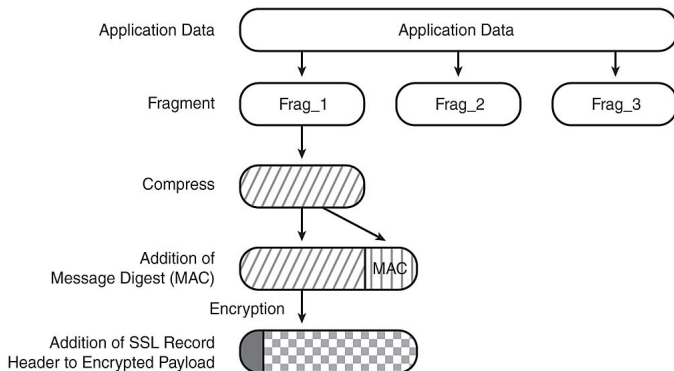 Application Data
Application Data
Fragment
Frag_1
Frag_2
Frag_3
Compress
Addition of
Message Digest (MAC)
MAC
Encryption
Addition of SSL Record
Header to Encrypted Payload